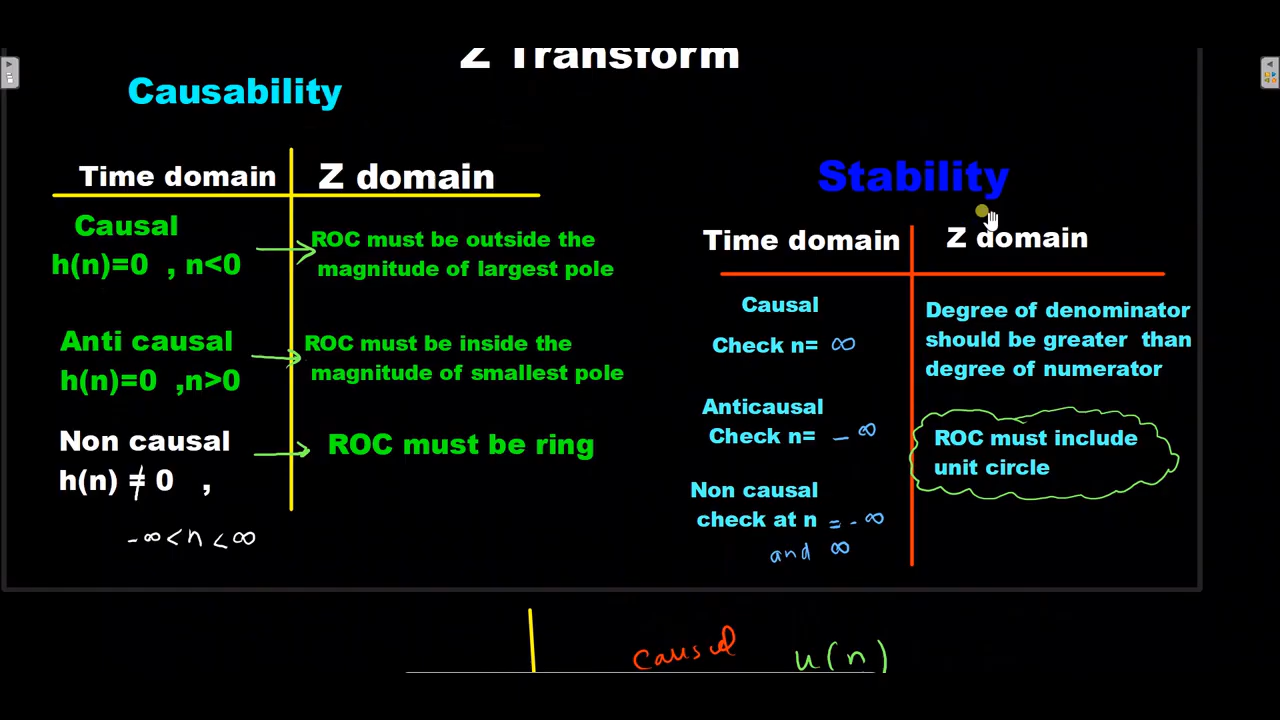 Z Transform
Causability
Time domain
Z domain
Causal
h(n)=0 , n<0
ROC must be outside the
magnitude of largest pole
Anti causal
h(n)=0 ,n>0
ROC must be inside the
magnitude of smallest pole
Non causal
h(n) ≠ 0 ,
-∞<n<∞
ROC must be ring
Stability
Time domain
Z domain
Causal
Check n= ∞
Anticausal
Check n= -∞
Non causal
check at n = -∞
and ∞
Degree of denominator
should be greater than
degree of numerator
ROC must include
unit circle
causal
u(n)